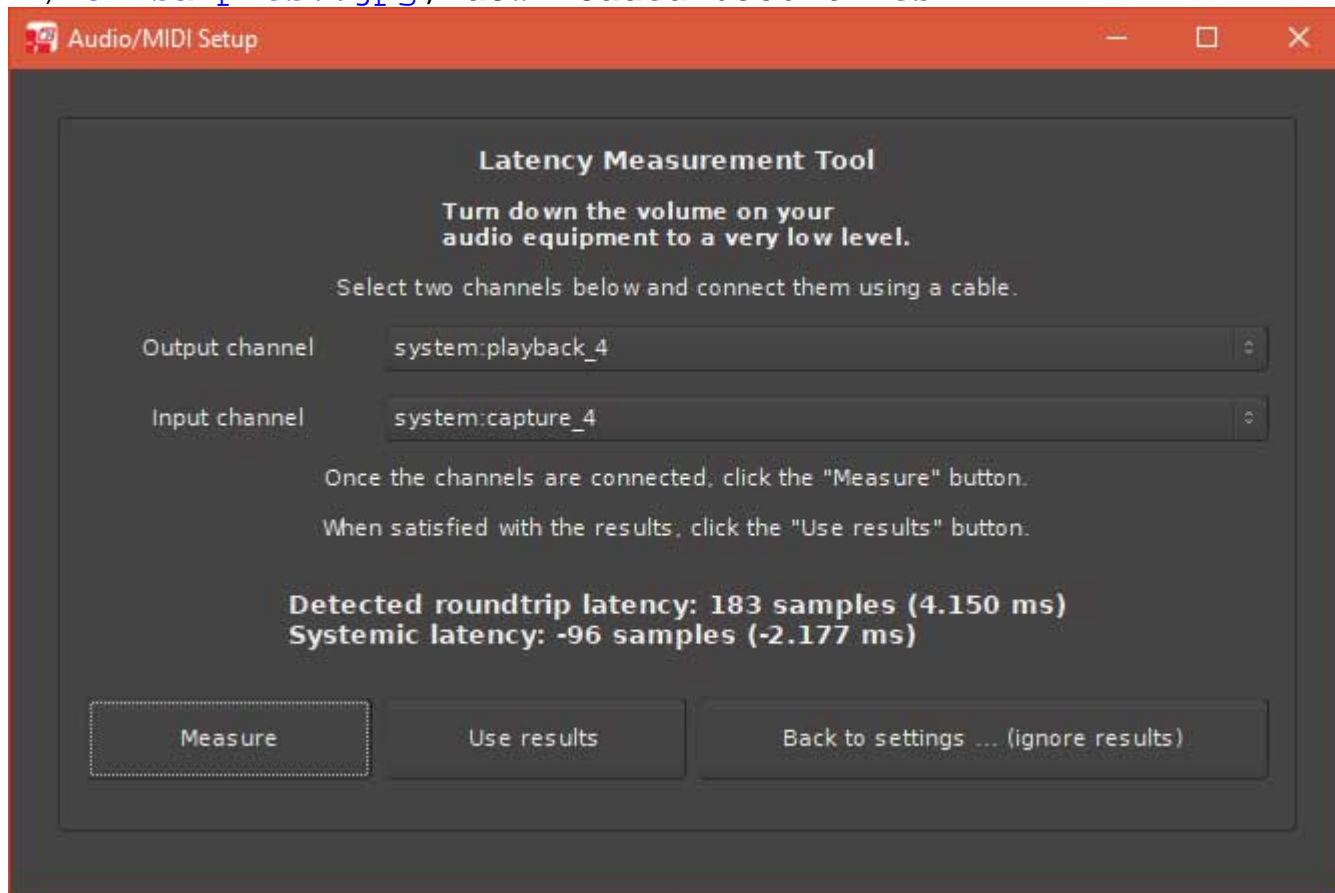 Audio/MIDI Setup
Latency Measurement Tool
Turn down the volume on your
audio equipment to a very low level.
Select two channels below and connect them using a cable.
Output channel system:playback_4
Input channel system:capture_4
Once the channels are connected, click the "Measure" button.
When satisfied with the results, click the "Use results" button.
Detected roundtrip latency: 183 samples (4.150 ms)
Systemic latency: -96 samples (-2.177 ms)
Measure Use results Back to settings ... (ignore results)